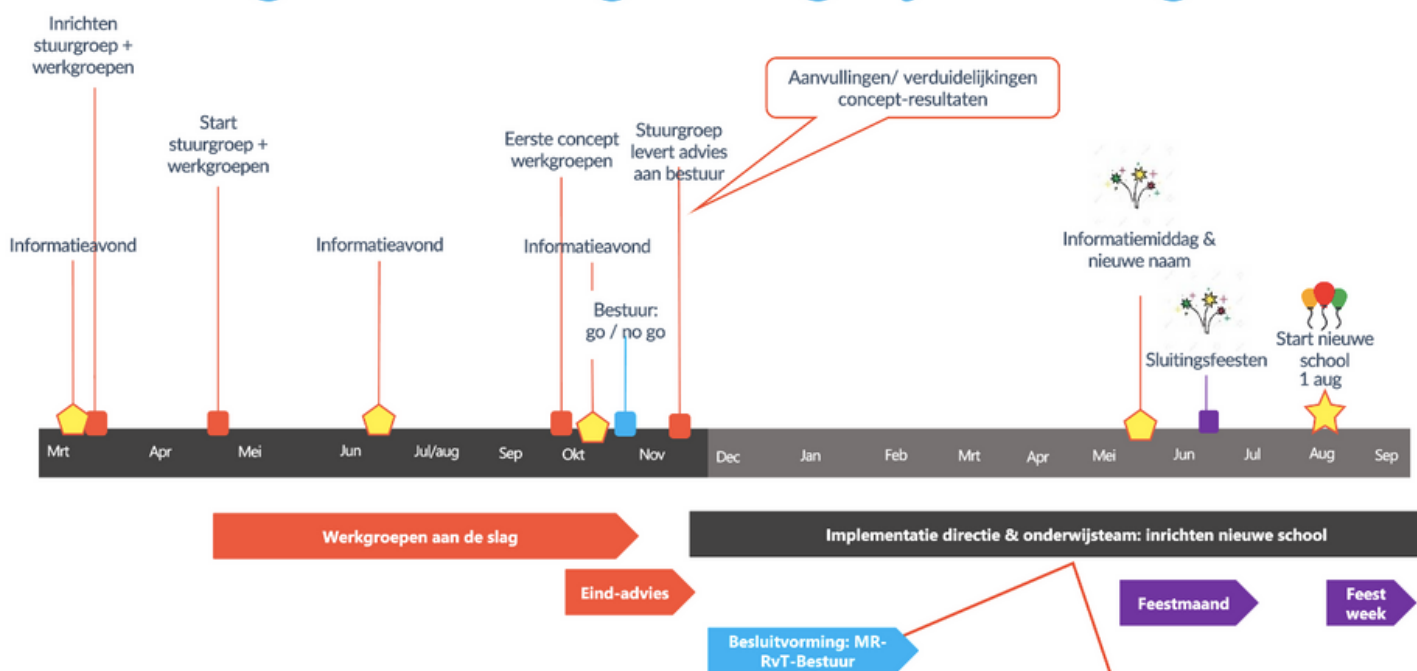 Inrichten
stuurgroep +
werkgroepen
Start
stuurgroep +
werkgroepen
Eerste concept
werkgroepen
Stuurgroep
levert advies
aan bestuur
Aanvullingen/ verduidelijkingen
concept-resultaten
Informatieavond
Informatieavond
Informatieavond
Bestuur:
go / no go
Informatiemiddag &
nieuwe naam
Sluitingsfeesten
Start nieuwe
school
1 aug
Mrt
Apr
Mei
Jun
Jul/aug
Sep
Okt
Nov
Dec
Jan
Feb
Mrt
Apr
Mei
Jun
Jul
Aug
Sep
Werkgroepen aan de slag
Implementatie directie & onderwijsteam: inrichten nieuwe school
Eind-advies
Feestmaand
Feest
week
Besluitvorming: MR-
RvT-Bestuur